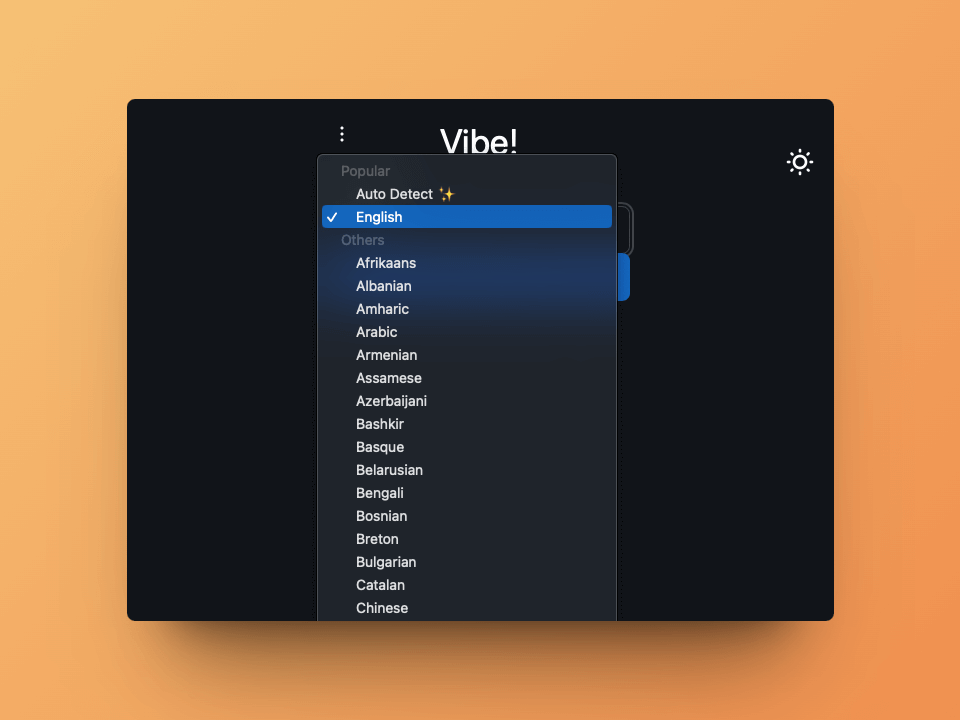 Vibe!
Popular
Auto Detect ✨
✓ English
Others
Afrikaans
Albanian
Amharic
Arabic
Armenian
Assamese
Azerbaijani
Bashkir
Basque
Belarusian
Bengali
Bosnian
Breton
Bulgarian
Catalan
Chinese